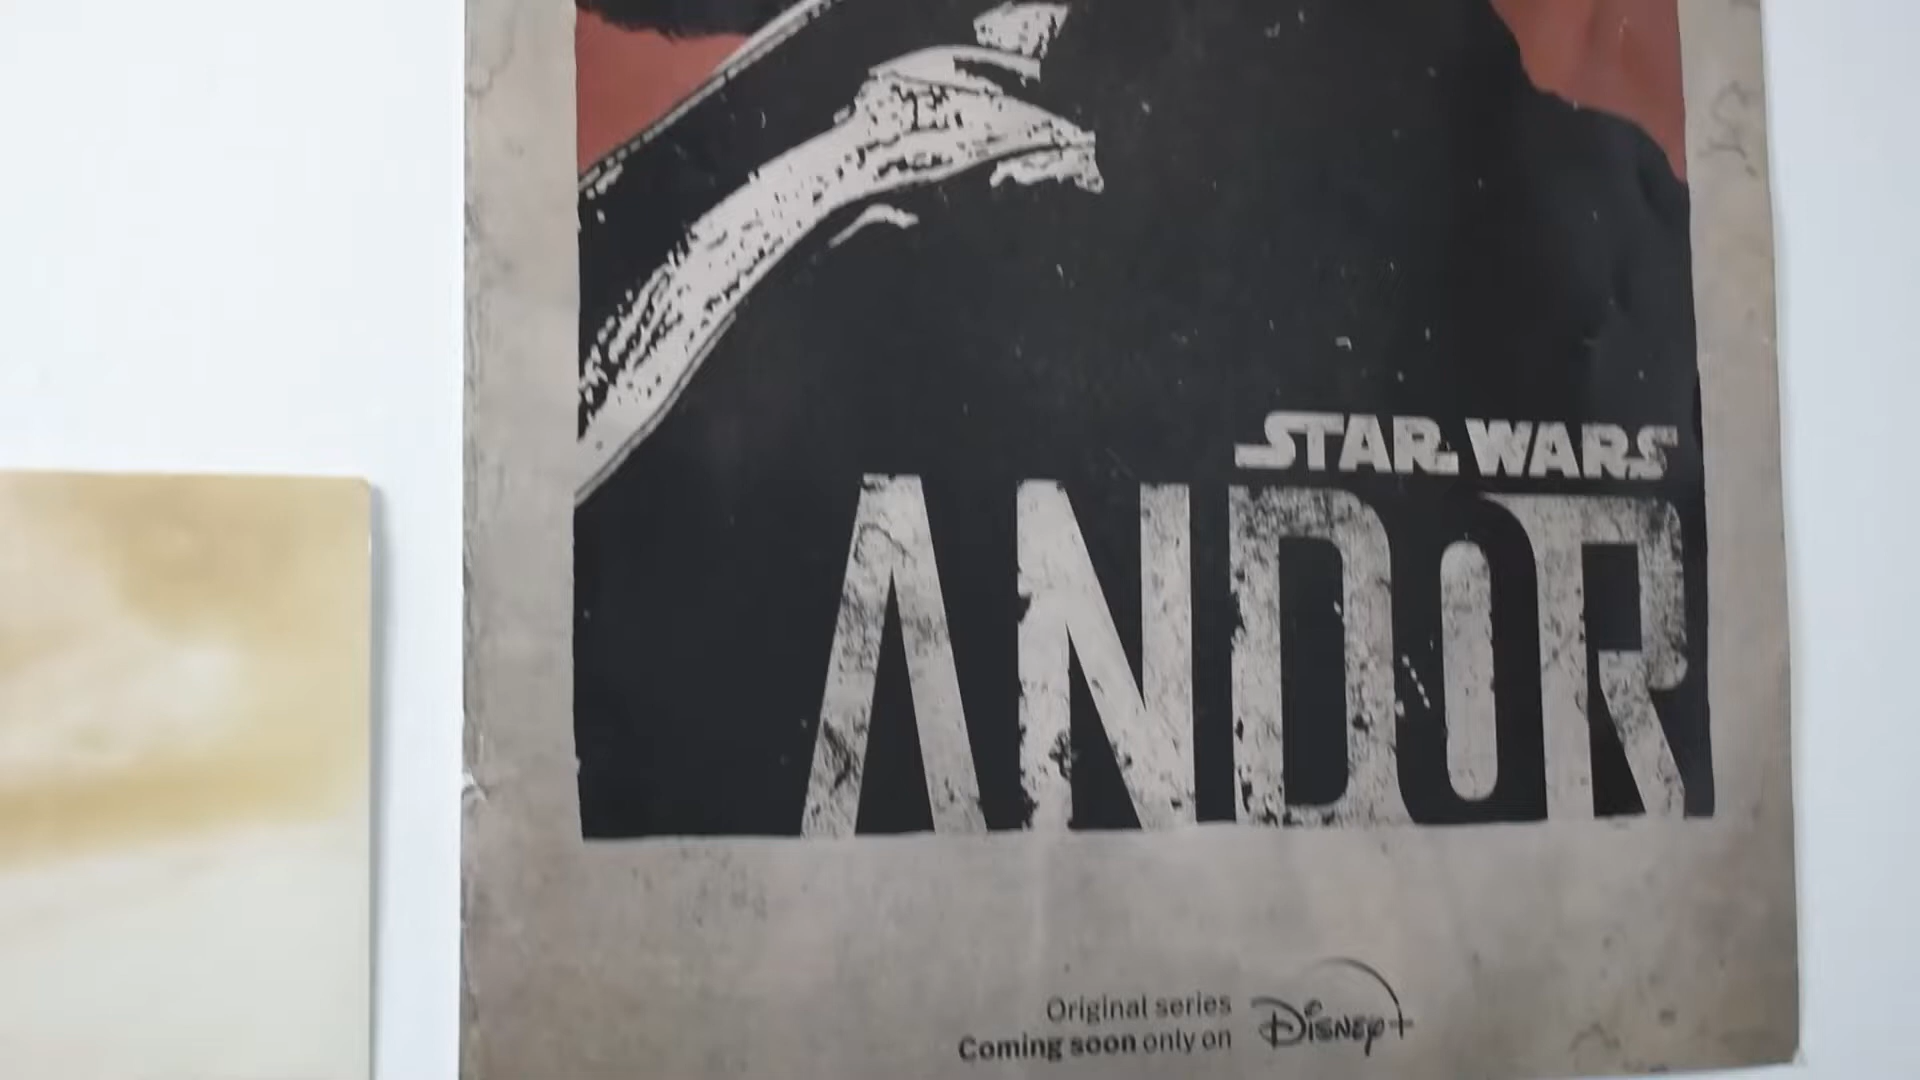 STAR WARS
ANDOR
Original series
Coming soon only on
Disney+